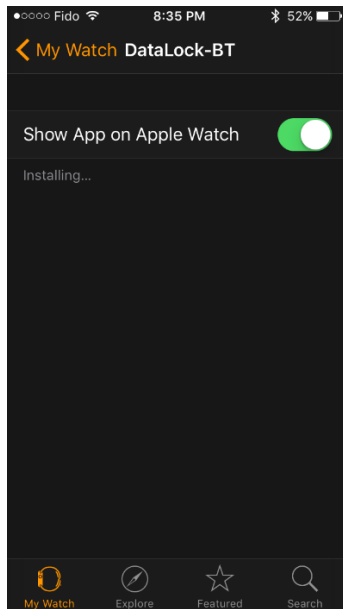 Fido 8:35 PM 52%
My Watch DataLock-BT
Show App on Apple Watch
Installing...
My Watch Explore Featured Search